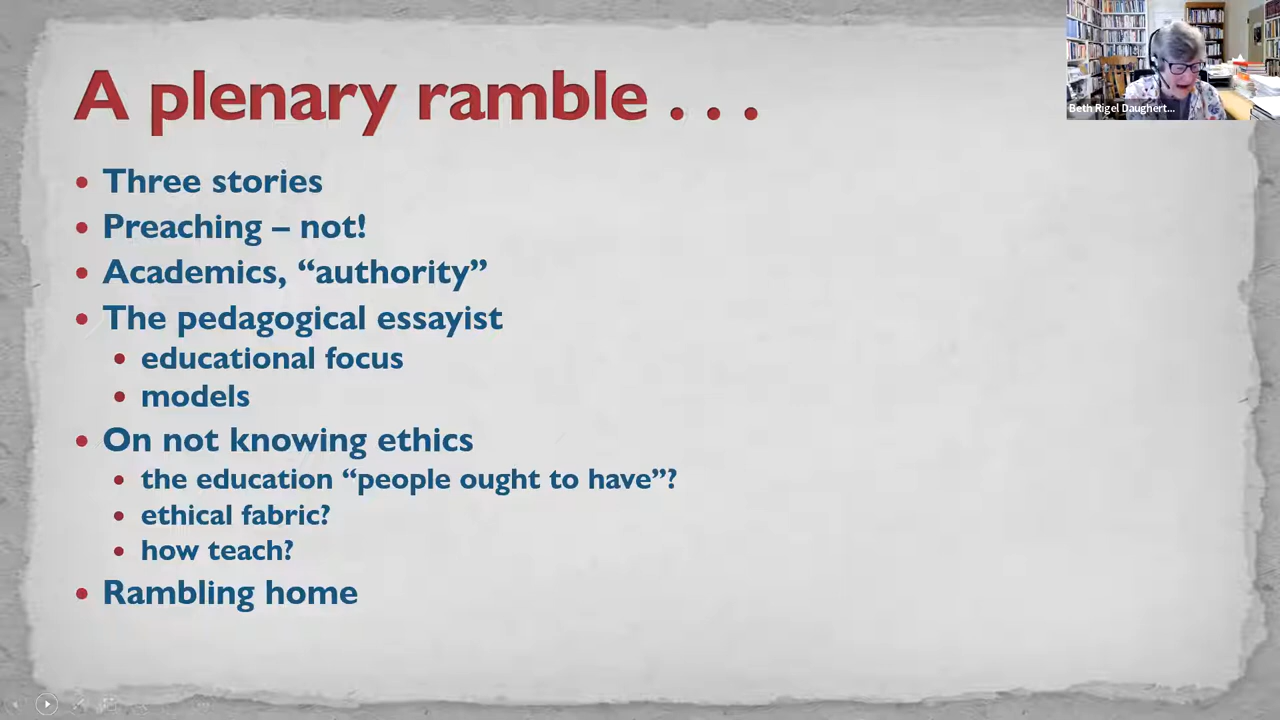 A plenary ramble . . .
Beth Rigel Daughert...
• Three stories
• Preaching – not!
• Academics, “authority”
• The pedagogical essayist
• educational focus
• models
• On not knowing ethics
• the education “people ought to have”?
• ethical fabric?
• how teach?
• Rambling home